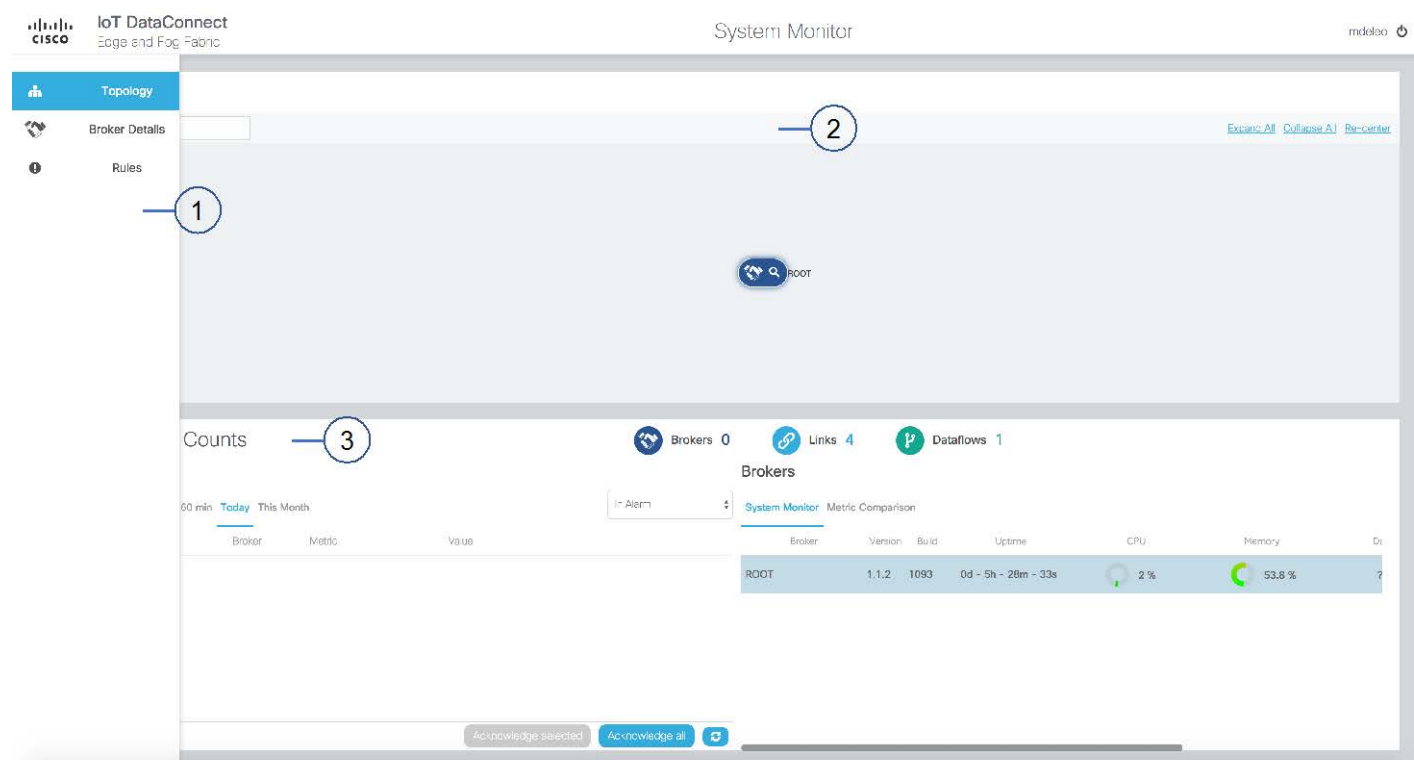 CISCO
IoT DataConnect
Edge and Fog Fabric
System Monitor
mdeleo
Topology
Broker Details
Rules
1
2
Expand All Collapse All Re-center
ROOT
Counts
3
Brokers 0
Links 4
Dataflows 1
60 min Today This Month
In Alarm
Broker Metric Value
Acknowledge selected Acknowledge all
Brokers
System Monitor Metric Comparison
Broker Version Build Uptime CPU Memory
ROOT 1.1.2 1093 0d - 5h - 28m - 33s 2 % 53.8 % ?